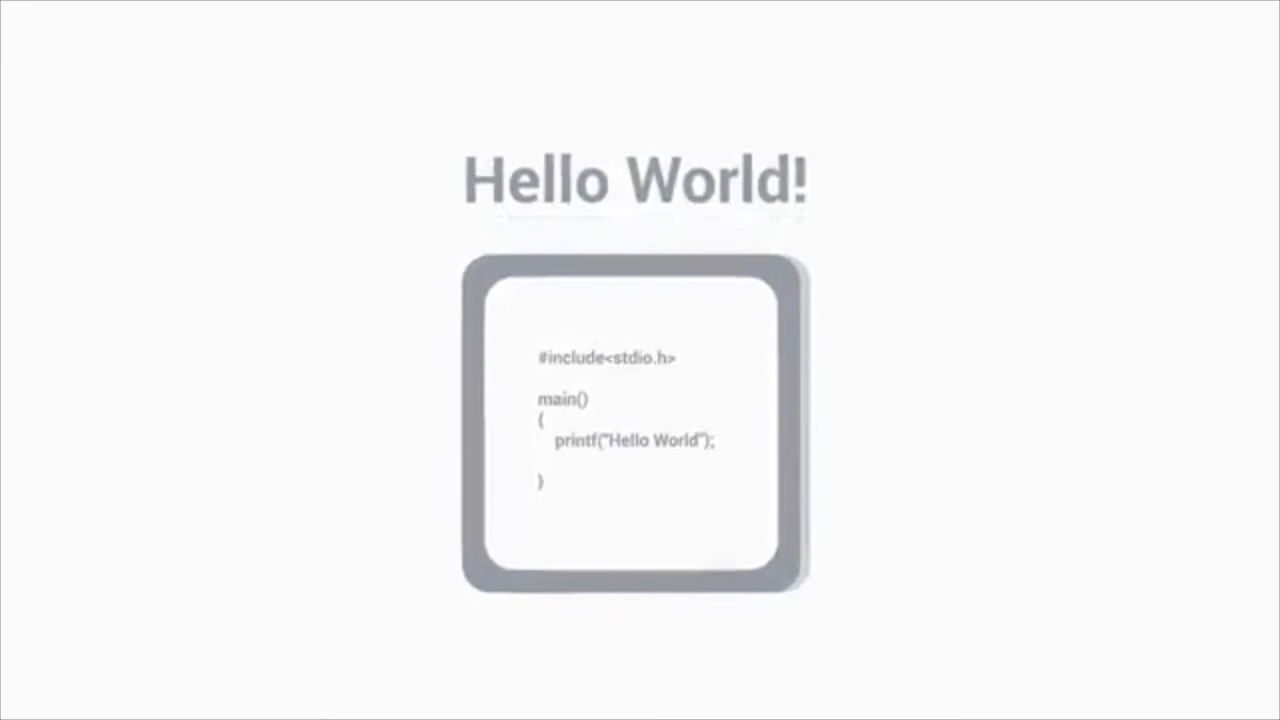 Hello World!
#include<stdio.h>
main()
{
printf("Hello World");
}